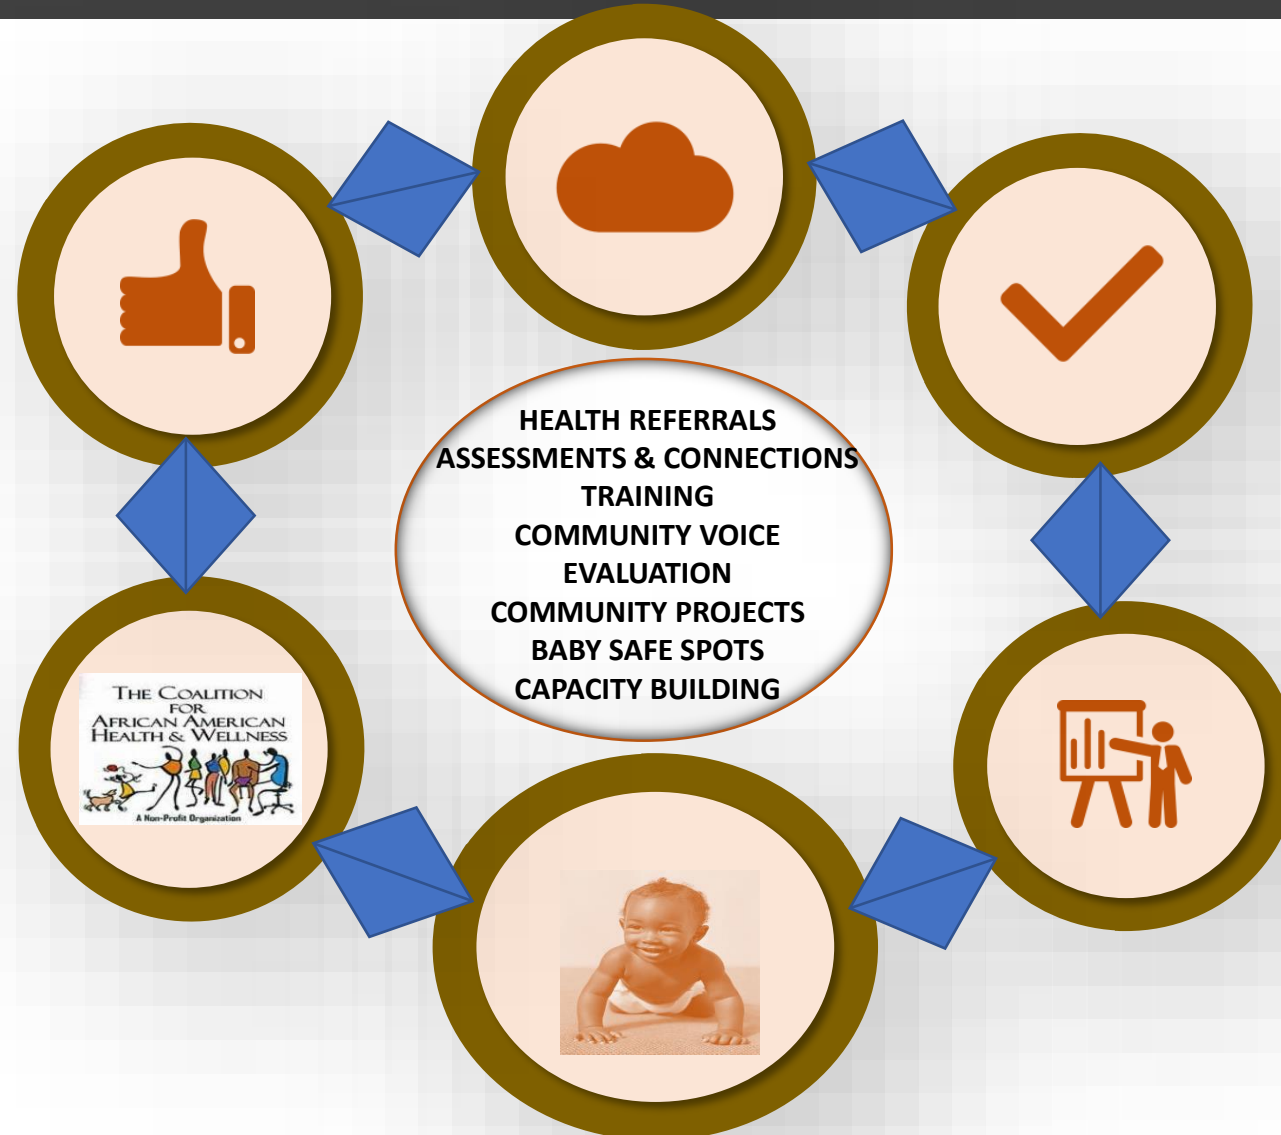 HEALTH REFERRALS
ASSESSMENTS & CONNECTIONS
TRAINING
COMMUNITY VOICE
EVALUATION
COMMUNITY PROJECTS
BABY SAFE SPOTS
CAPACITY BUILDING
THE COALITION
FOR
AFRICAN AMERICAN
HEALTH & WELLNESS
A Non-Profit Organization